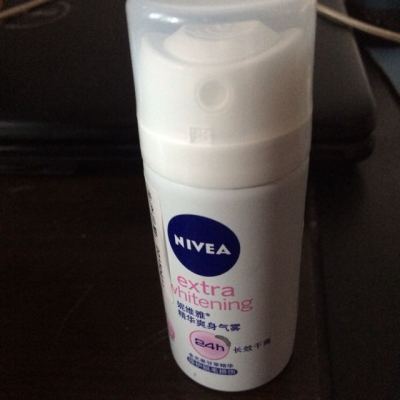 NIVEA
extra
whitening
妮维雅®
精华爽身气雾
24h 长效干爽